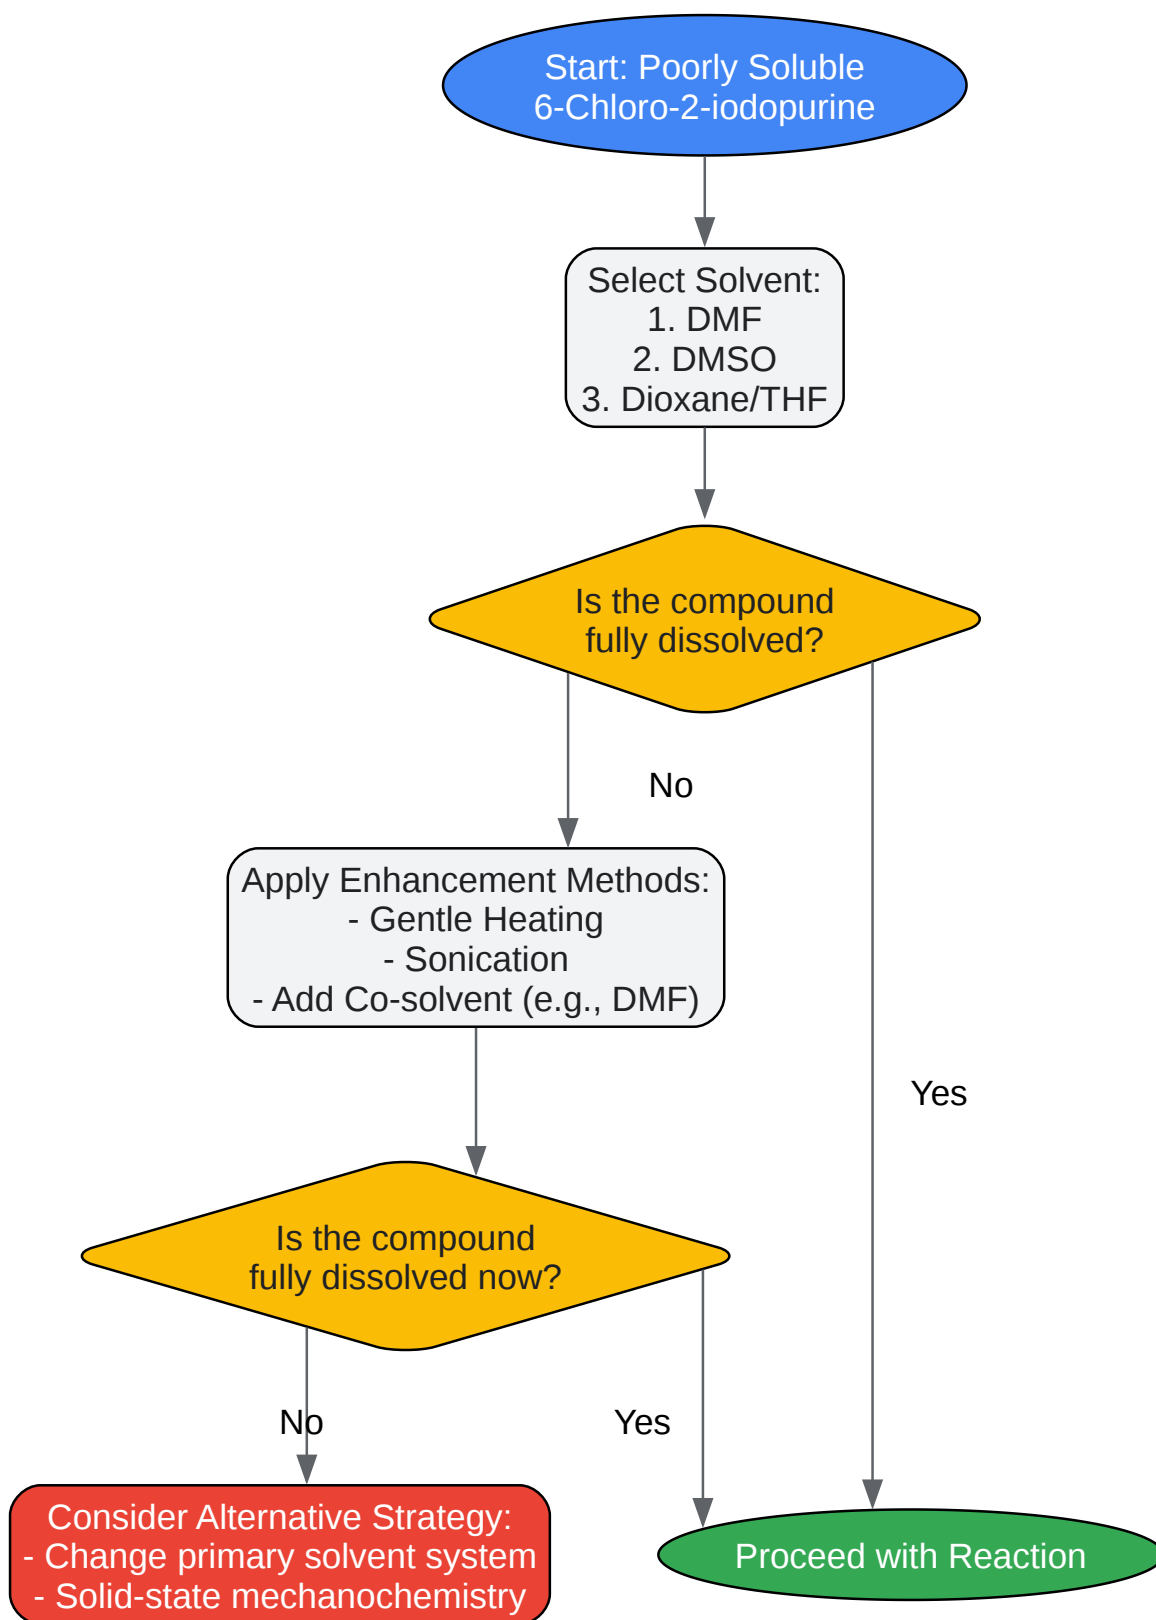 Start: Poorly Soluble
6-Chloro-2-iodopurine
Select Solvent:
1. DMF
2. DMSO
3. Dioxane/THF
Is the compound
fully dissolved?
No
Apply Enhancement Methods:
- Gentle Heating
- Sonication
- Add Co-solvent (e.g., DMF)
Yes
Is the compound
fully dissolved now?
No
Yes
Consider Alternative Strategy:
- Change primary solvent system
- Solid-state mechanochemistry
Proceed with Reaction